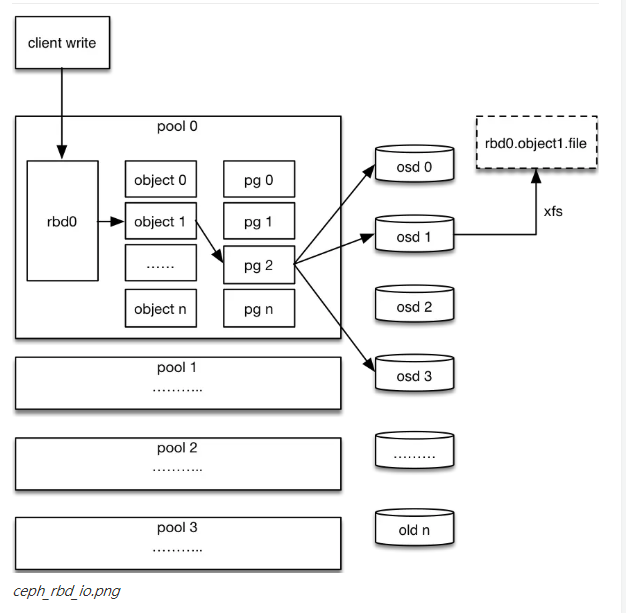 client write
pool 0
rbd0
object 0
object 1
......
object n
pg 0
pg 1
pg 2
pg n
osd 0
osd 1
osd 2
osd 3
.........
old n
rbd0.object1.file
xfs
pool 1
...........
pool 2
...........
pool 3
...........
ceph_rbd_io.png